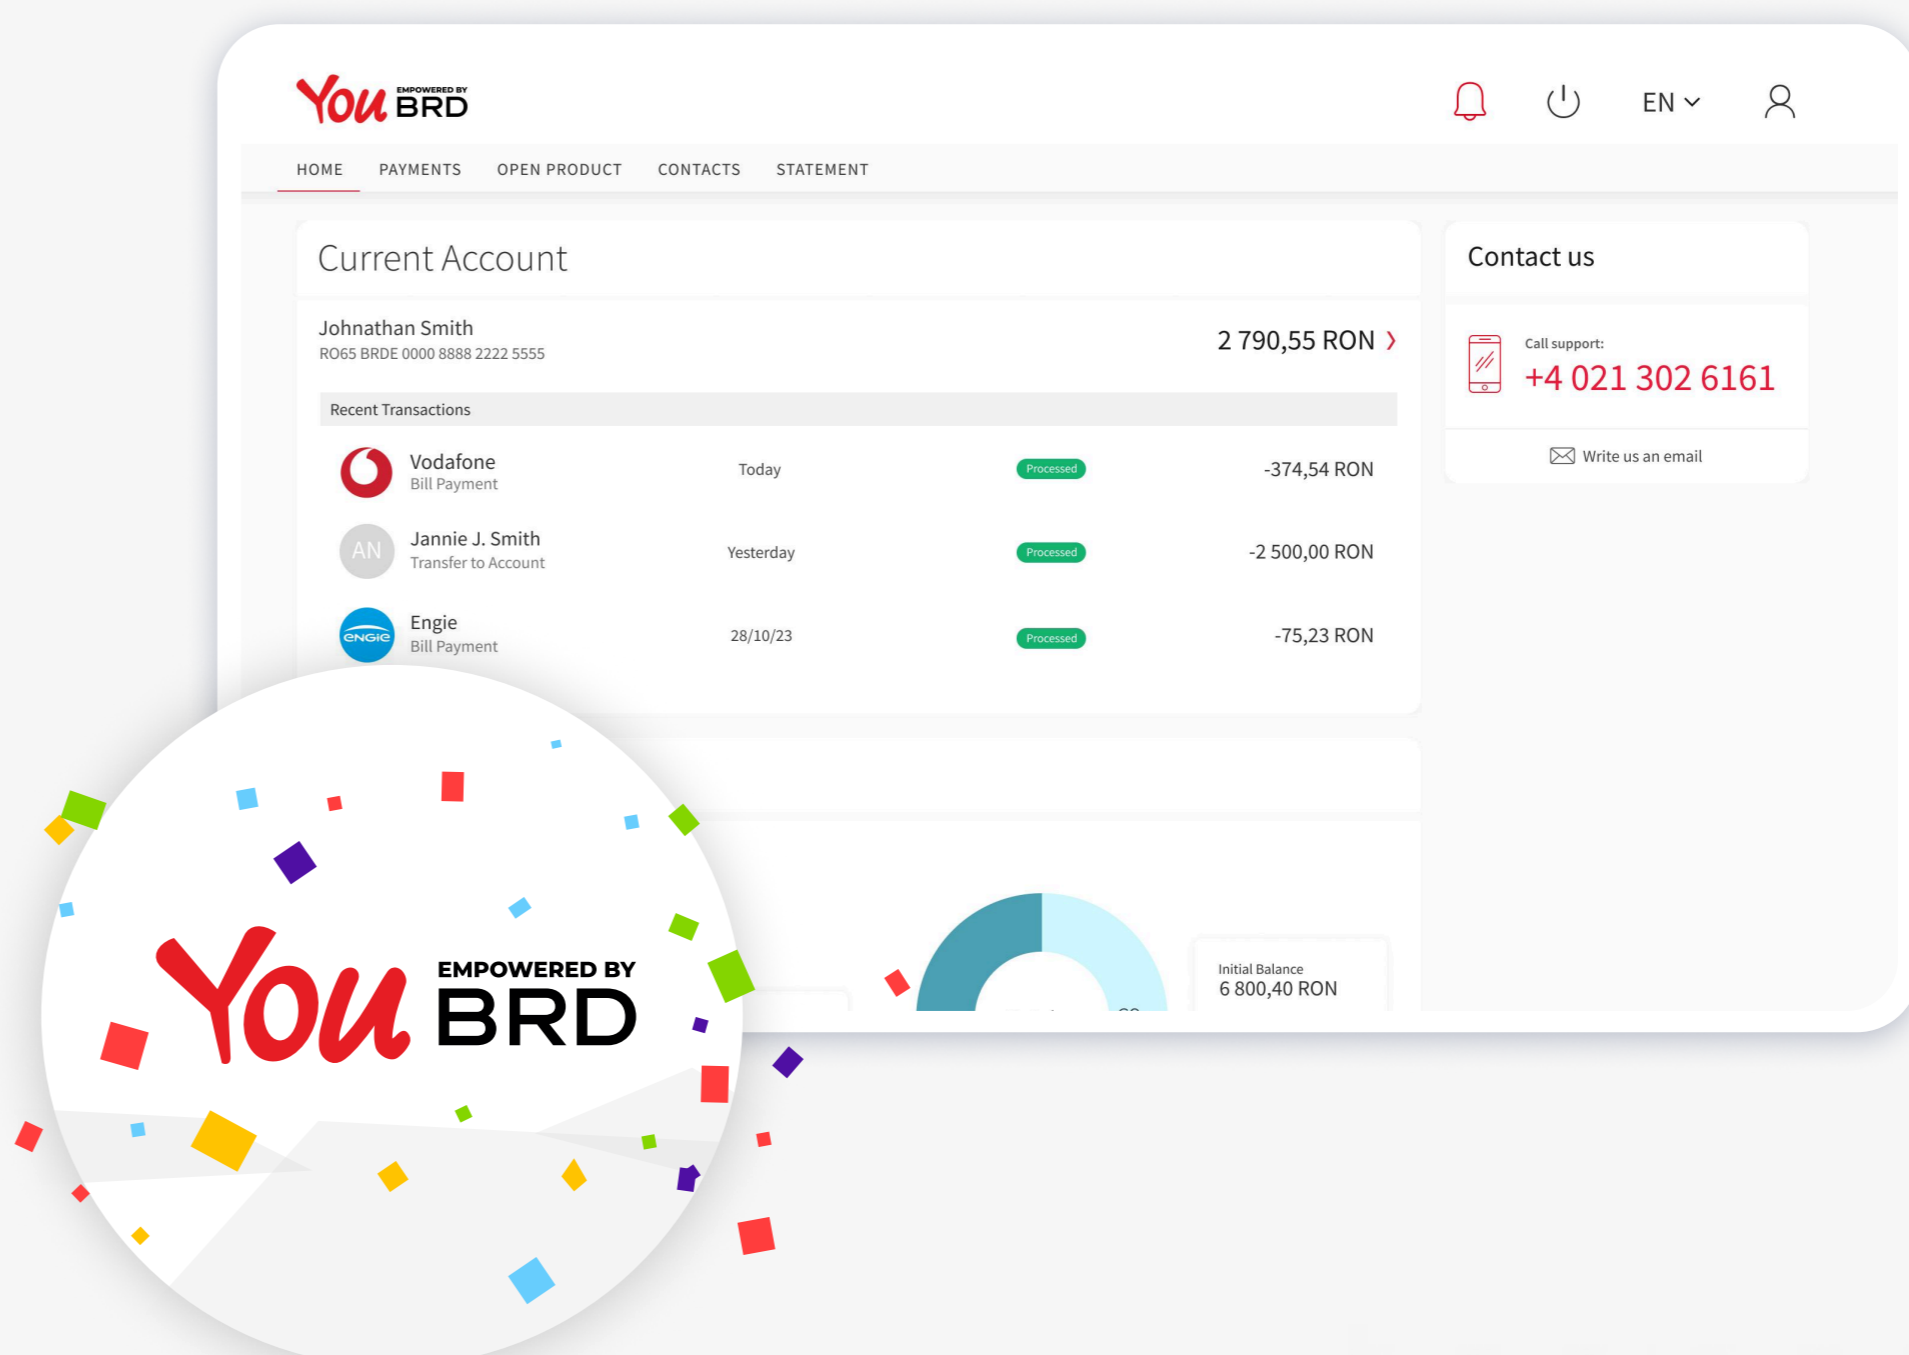 You EMPOWERED BY BRD
EN
HOME PAYMENTS OPEN PRODUCT CONTACTS STATEMENT
Current Account
Johnathan Smith
RO65 BRDE 0000 8888 2222 5555
2 790,55 RON
Recent Transactions
Vodafone
Bill Payment
Today
Processed
-374,54 RON
AN
Jannie J. Smith
Transfer to Account
Yesterday
Processed
-2 500,00 RON
ENGIE
Engie
Bill Payment
28/10/23
Processed
-75,23 RON
Contact us
Call support:
+4 021 302 6161
Write us an email
Initial Balance
6 800,40 RON
You EMPOWERED BY
BRD